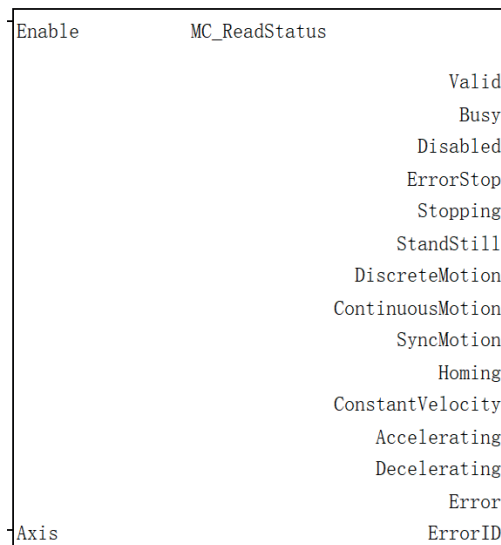 Enable MC_ReadStatus
Valid
Busy
Disabled
ErrorStop
Stopping
StandStill
DiscreteMotion
ContinuousMotion
SyncMotion
Homing
ConstantVelocity
Accelerating
Decelerating
Error
Axis ErrorID